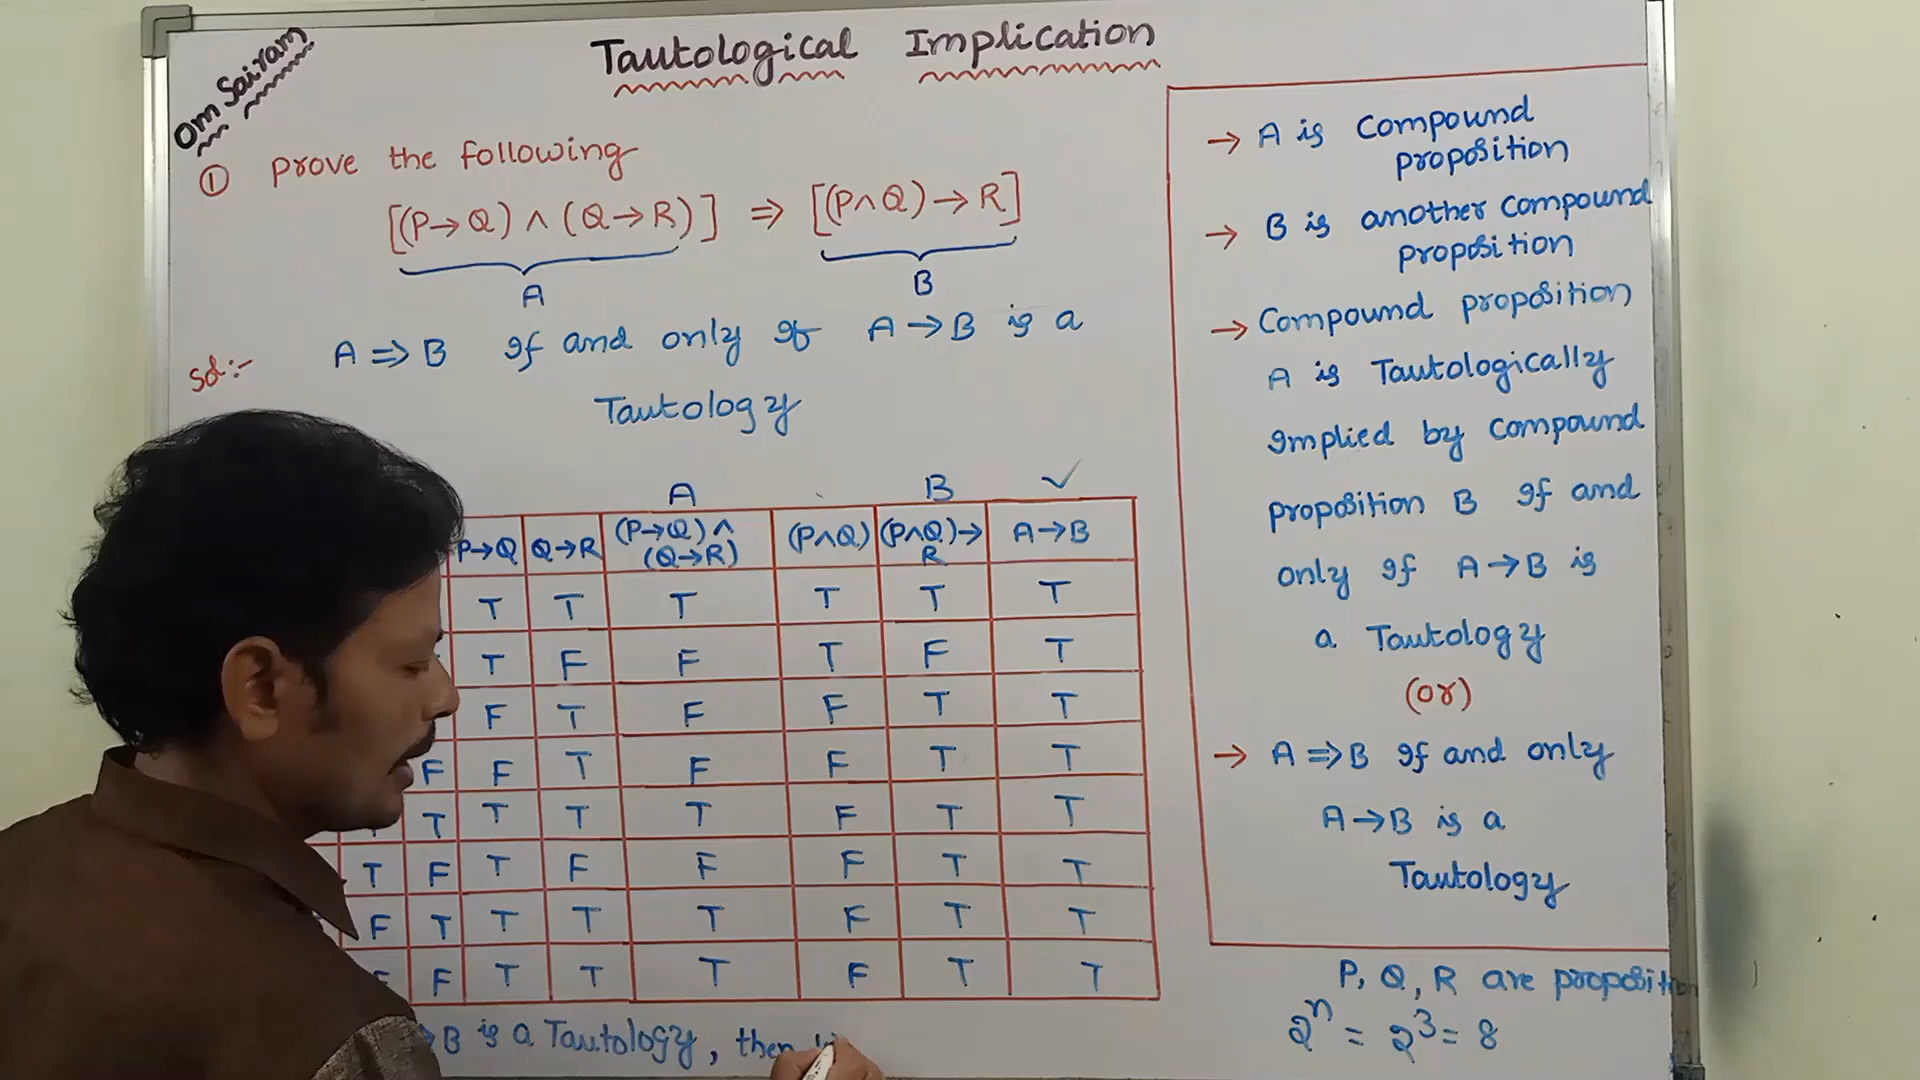 Tautological Implication
Om Sairam
① Prove the following
[(P→Q) ∧ (Q→R)] ⇒ [(P∧Q)→R]
A B
Sol:- A ⇒ B If and only If A→B is a
Tautology
A B ✓
P→Q Q→R (P→Q) ∧ (Q→R) (P∧Q) (P∧Q)→R A→B
T T T T T T
T F F T F T
F T F F T T
F F T F F T T
T T T T F T T
T F T F F F T T
F T T T T F T T
F T T T F T T
B is a Tautology, then
→ A is Compound
proposition
→ B is another Compound
proposition
→ Compound proposition
A is Tautologically
Implied by Compound
proposition B If and
only If A→B is
a Tautology
(or)
→ A ⇒ B If and only
A→B is a
Tautology
P, Q, R are
2ⁿ = 2³ = 8